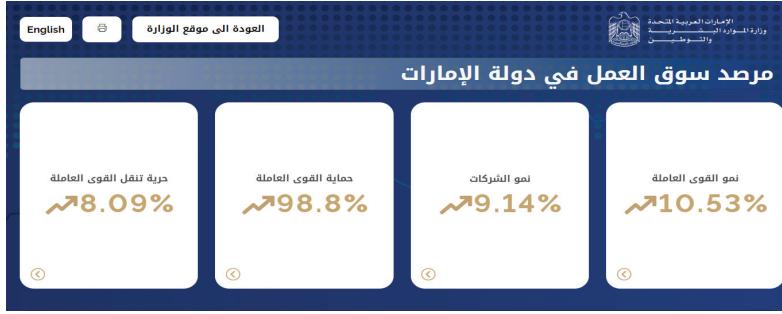 الإمارات العربية المتحدة
وزارة الموارد البشرية
والتوطين
العودة الى موقع الوزارة
English
مرصد سوق العمل في دولة الإمارات
نمو القوى العاملة
10.53%
نمو الشركات
9.14%
حماية القوى العاملة
98.8%
حرية تنقل القوى العاملة
8.09%